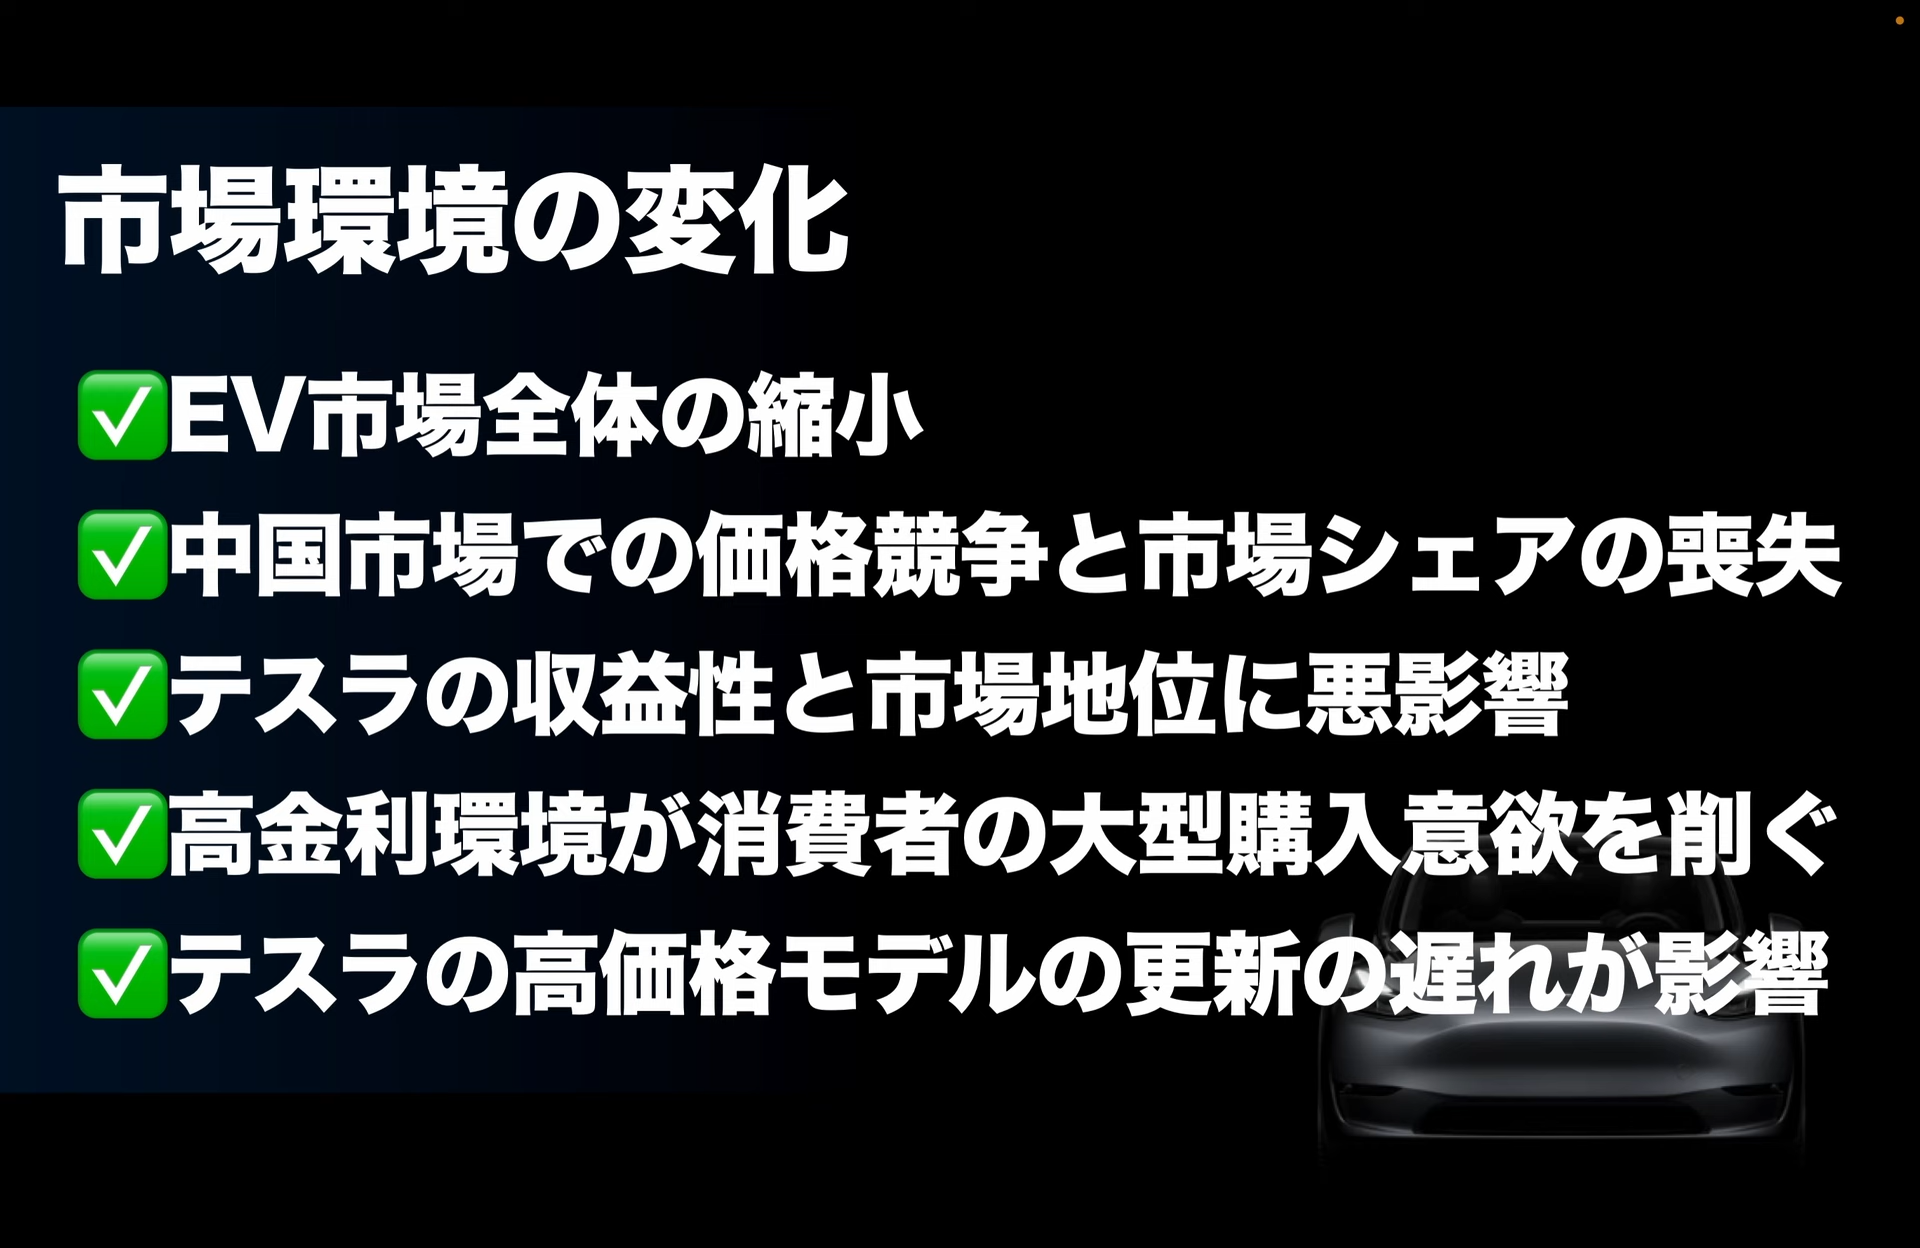 市場環境の変化
✅EV市場全体の縮小
✅中国市場での価格競争と市場シェアの喪失
✅テスラの収益性と市場地位に悪影響
✅高金利環境が消費者の大型購入意欲を削ぐ
✅テスラの高価格モデルの更新の遅れが影響